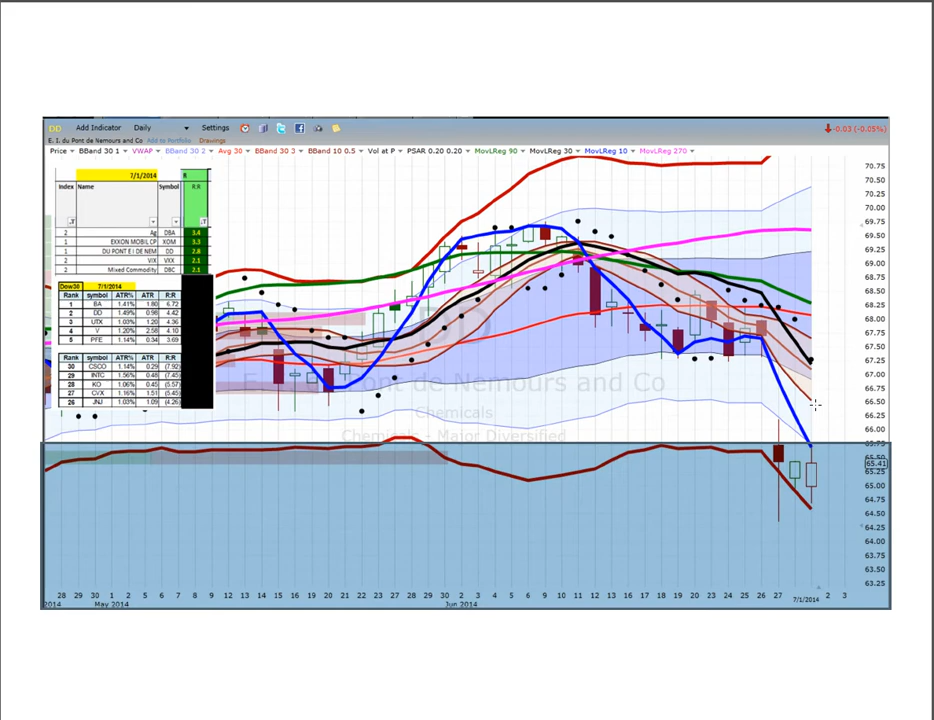 DD Add Indicator Daily Settings -0.03 (-0.05%)
E. I. du Pont de Nemours and Co Add to Portfolio Drawings
Price BBand 30 1 VWAP BBand 30 2 Avg 30 BBand 30 3 BBand 10 0.5 Vol at P PSAR 0.20 0.20 MovLReg 90 MovLReg 30 MovLReg 10 MovLReg 270
7/1/2014 R
Index Name Symbol R:R
2 Ag DBA 3.4
1 EXXON MOBIL CP XOM 3.3
1 DU PONT E I DE NEM DD 2.8
2 VIX VXX 2.1
2 Mixed Commodity DBC 2.1
Dow30 7/1/2014
Rank symbol ATR% ATR R:R
1 BA 1.41% 1.80 6.72
2 DD 1.49% 0.98 4.42
3 UTX 1.03% 1.20 4.36
4 V 1.20% 2.58 4.10
5 PFE 1.14% 0.34 3.69
Rank symbol ATR% ATR R:R
30 CSCO 1.14% 0.29 (7.92)
29 INTC 1.56% 0.48 (7.45)
28 KO 1.06% 0.45 (5.57)
27 CVX 1.16% 1.51 (5.45)
26 JNJ 1.03% 1.09 (4.26)
DD
E. I. du Pont de Nemours and Co
Chemicals
Chemicals - Major Diversified
70.75
70.50
70.25
70.00
69.75
69.50
69.25
69.00
68.75
68.50
68.25
68.00
67.75
67.50
67.25
67.00
66.75
66.50
66.25
66.00
65.75
65.50
65.41
65.00
64.75
64.50
64.25
64.00
63.75
63.50
63.25
28 29 30 1 2 5 6 7 8 9 12 13 14 15 16 19 20 21 22 23 27 28 29 30 2 3 4 5 6 9 10 11 12 13 16 17 18 19 20 23 24 25 26 27 7/1/2014 2 3
2014 May 2014 Jun 2014